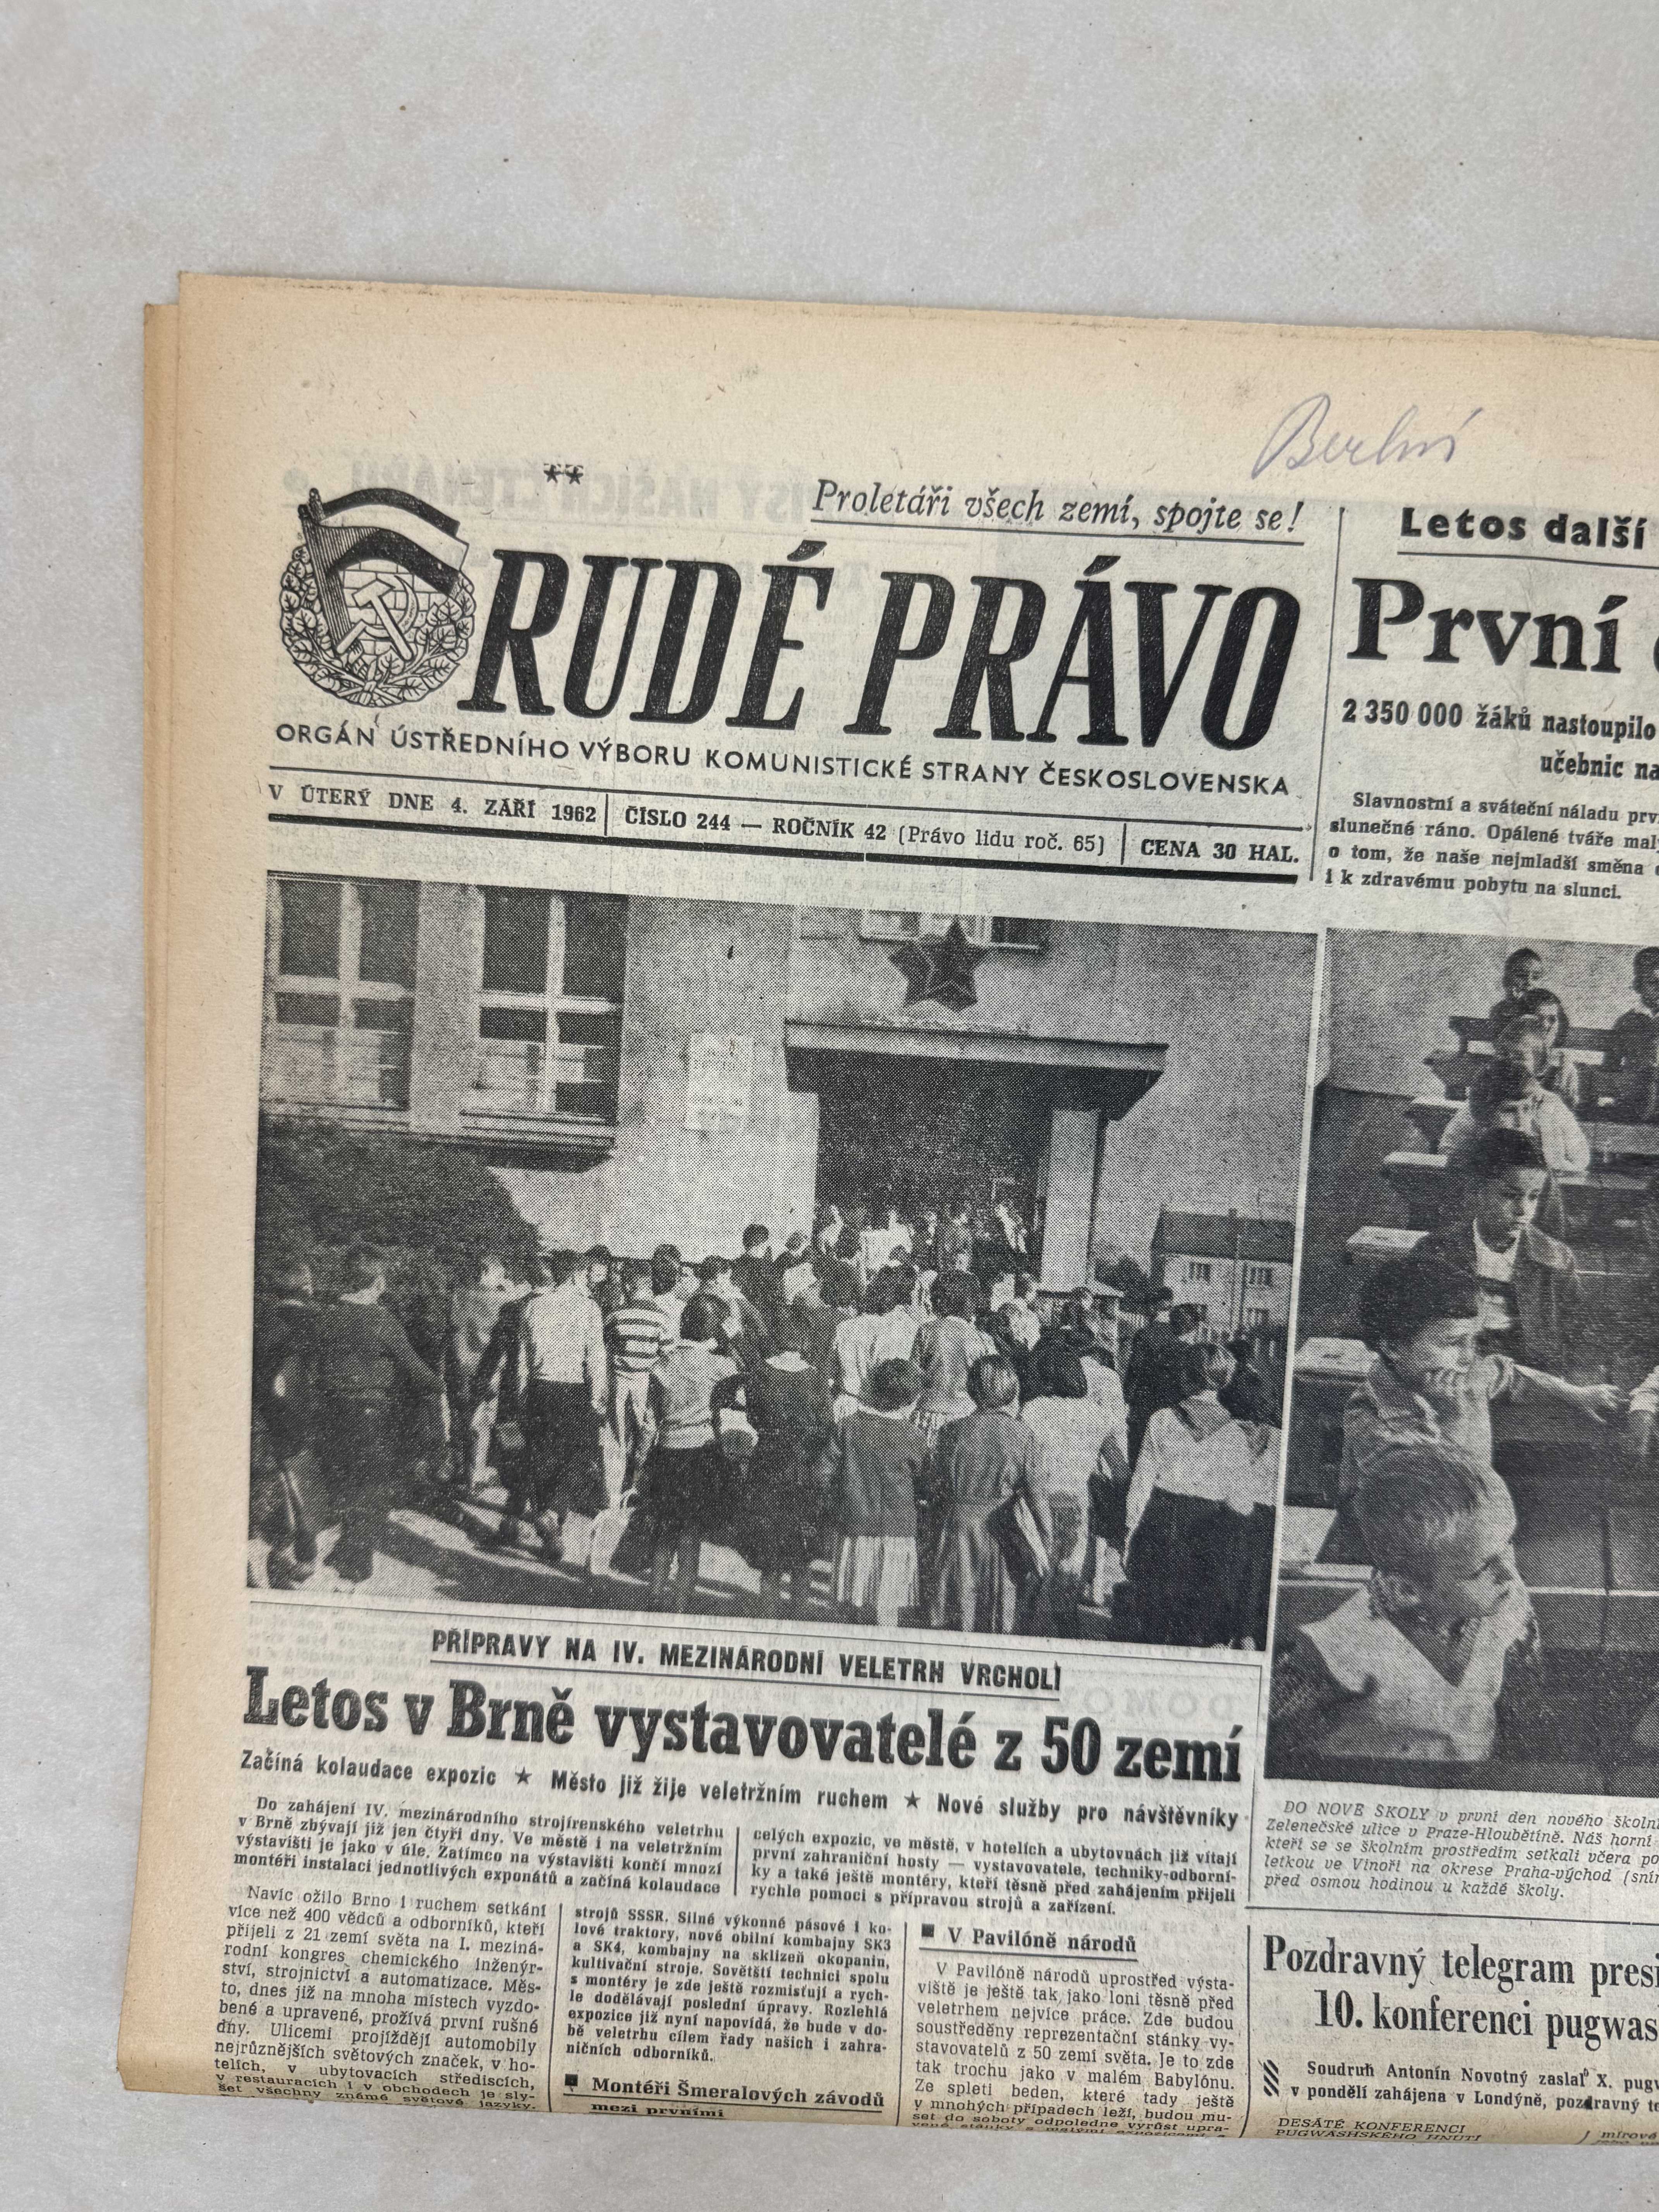 Berlní
**
Proletáři všech zemí, spojte se!
RUDÉ PRÁVO
ORGÁN ÚSTŘEDNÍHO VÝBORU KOMUNISTICKÉ STRANY ČESKOSLOVENSKA
V ÚTERÝ DNE 4. ZÁŘÍ 1962 | ČÍSLO 244 — ROČNÍK 42 (Právo lidu roč. 65) | CENA 30 HAL.
Letos další
První
2 350 000 žáků nastoupilo
učebnic na
Slavnostní a sváteční náladu prv
slunečné ráno. Opálené tváře mal
o tom, že naše nejmladší směna
i k zdravému pobytu na slunci.
PŘÍPRAVY NA IV. MEZINÁRODNÍ VELETRH VRCHOLÍ
Letos v Brně vystavovatelé z 50 zemí
Začíná kolaudace expozic ★ Město již žije veletržním ruchem ★ Nové služby pro návštěvníky
Do zahájení IV. mezinárodního strojírenského veletrhu
v Brně zbývají již jen čtyři dny. Ve městě i na veletržním
výstavišti je jako v úle. Zatímco na výstavišti končí mnozí
montéři instalaci jednotlivých exponátů a začíná kolaudace
celých expozic, ve městě, v hotelích a ubytovnách již vítají
první zahraniční hosty — vystavovatele, techniky-odborní-
ky a také ještě montéry, kteří těsně před zahájením přijeli
rychle pomoci s přípravou strojů a zařízení.
Navíc ožilo Brno i ruchem setkání
více než 400 vědců a odborníků, kteří
přijeli z 21 zemí světa na I. meziná-
rodní kongres chemického inženýr-
ství, strojnictví a automatizace. Měs-
to, dnes již na mnoha místech vyzdo-
bené a upravené, prožívá první rušné
dny. Ulicemi projíždějí automobily
nejrůznějších světových značek, v ho-
telích, v ubytovacích střediscích,
v restauracích i v obchodech je sly-
šet všechny známé světové jazyky.
strojů SSSR. Silné výkonné pásové i ko-
lové traktory, nové obilní kombajny SK3
a SK4, kombajny na sklizeň okopanin,
kultivační stroje. Sovětští technici spolu
s montéry je zde ještě rozmisťují a rych-
le dodělávají poslední úpravy. Rozlehlá
expozice již nyní napovídá, že bude v do-
bě veletrhu cílem řady našich i zahra-
ničních odborníků.
■ Montéři Šmeralových závodů
mezi prvními
■ V Pavilóně národů
V Pavilóně národů uprostřed výsta-
viště je ještě tak jako loni těsně před
veletrhem nejvíce práce. Zde budou
soustředěny reprezentační stánky vy-
stavovatelů z 50 zemí světa. Je to zde
tak trochu jako v malém Babylónu.
Ze spleti beden, které tady ještě
v mnohých případech leží, budou mu-
set do soboty odpoledne vyrůst upra-
DO NOVÉ ŠKOLY v první den nového školní
Zelenečské ulice v Praze-Hloubětíně. Náš horní
kteří se se školním prostředím setkali včera po
letkou ve Vinoři na okrese Praha-východ (sním
před osmou hodinou u každé školy.
Pozdravný telegram presi
10. konferenci pugwas
Soudruh Antonín Novotný zaslal X. pugw
v pondělí zahájena v Londýně, pozdravný te
DESÁTÉ KONFERENCI
PUGWASHSKÉHO HNUTÍ
mírové